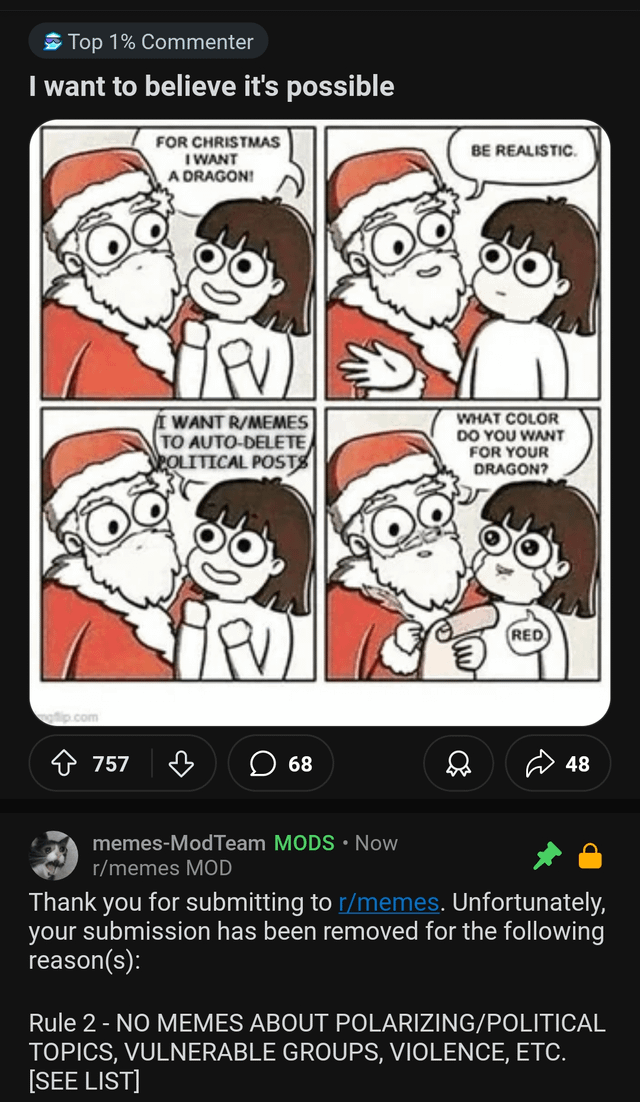 Top 1% Commenter
I want to believe it's possible
FOR CHRISTMAS
I WANT
A DRAGON!
BE REALISTIC.
I WANT R/MEMES
TO AUTO-DELETE
POLITICAL POSTS
WHAT COLOR
DO YOU WANT
FOR YOUR
DRAGON?
RED
imgflip.com
757
68
48
memes-ModTeam MODS • Now
r/memes MOD
Thank you for submitting to r/memes. Unfortunately,
your submission has been removed for the following
reason(s):
Rule 2 - NO MEMES ABOUT POLARIZING/POLITICAL
TOPICS, VULNERABLE GROUPS, VIOLENCE, ETC.
[SEE LIST]